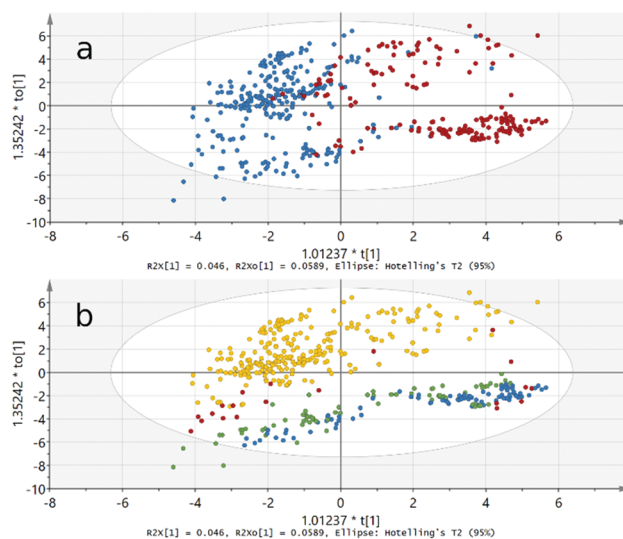 a
6
4
2
0
-2
-4
-6
-8
-10
1.35242 * to[1]
-8 -6 -4 -2 0 2 4 6
1.01237 * t[1]
R2X[1] = 0.046, R2Xo[1] = 0.0589, Ellipse: Hotelling's T2 (95%)
b
6
4
2
0
-2
-4
-6
-8
-10
1.35242 * to[1]
-8 -6 -4 -2 0 2 4 6
1.01237 * t[1]
R2X[1] = 0.046, R2Xo[1] = 0.0589, Ellipse: Hotelling's T2 (95%)